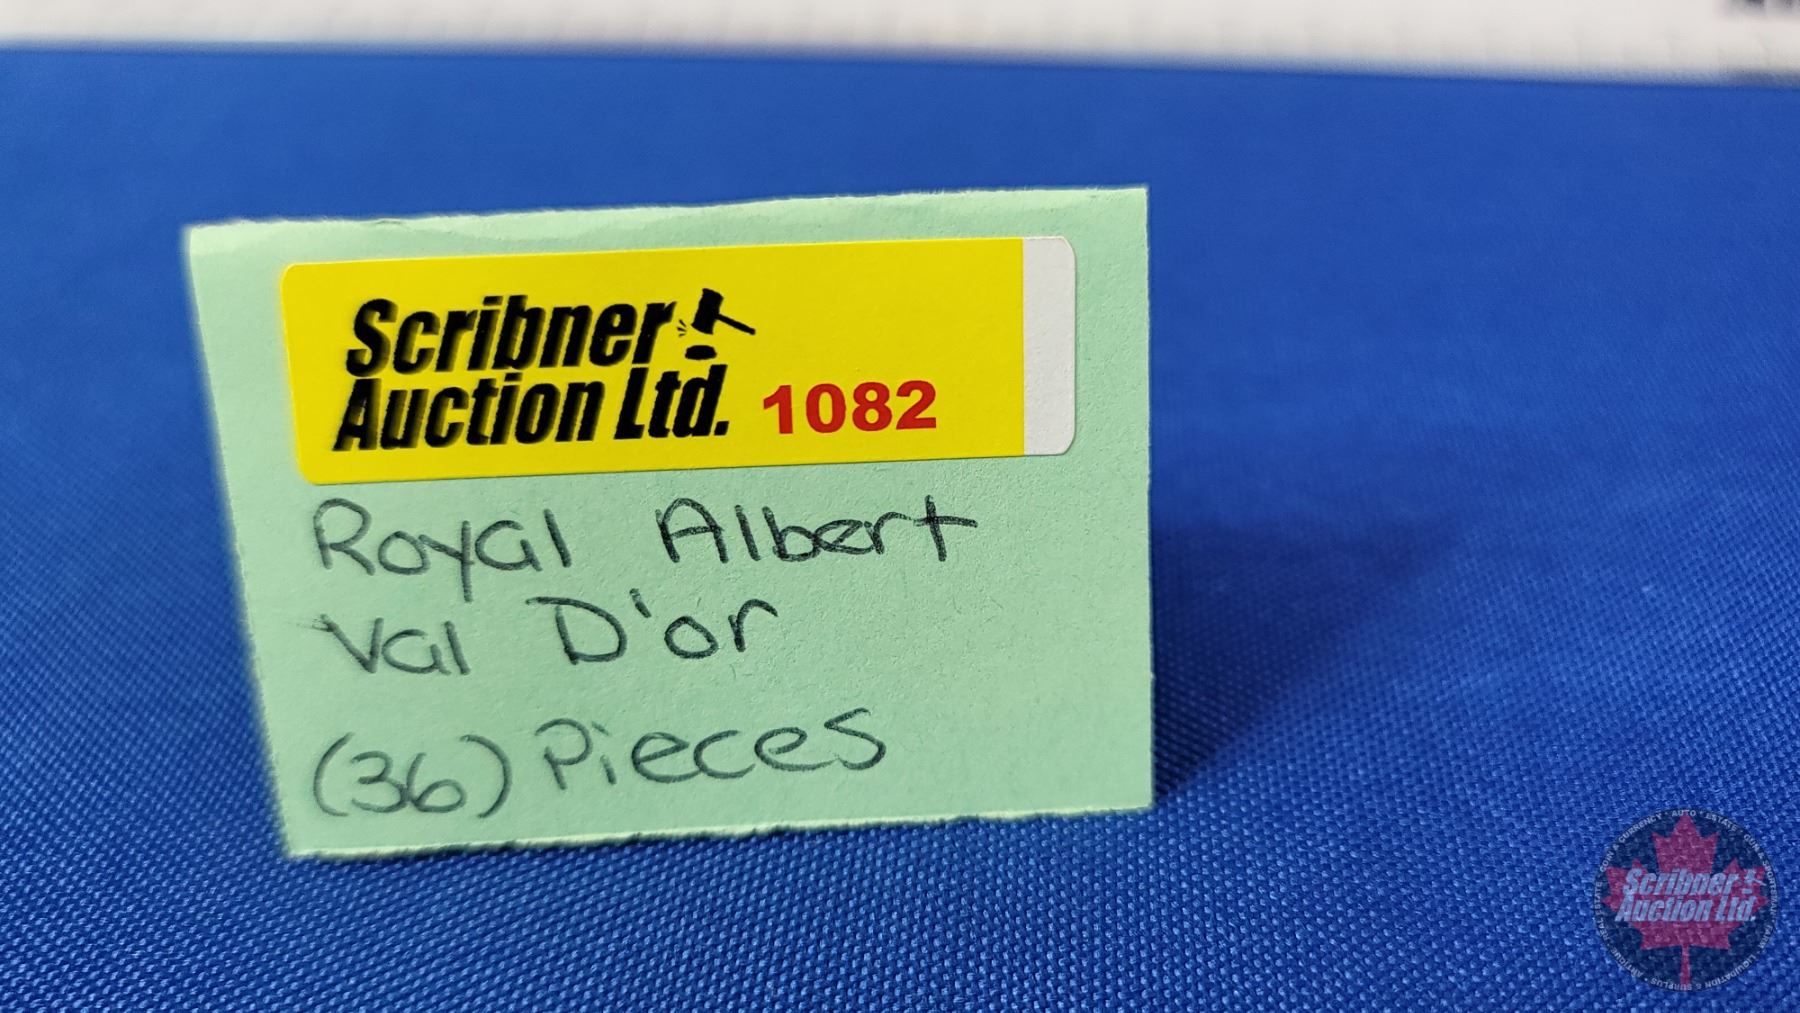 Scribner
Auction Ltd. 1082
Royal Albert
Val D'or
(36) Pieces
Scribner
Auction Ltd.